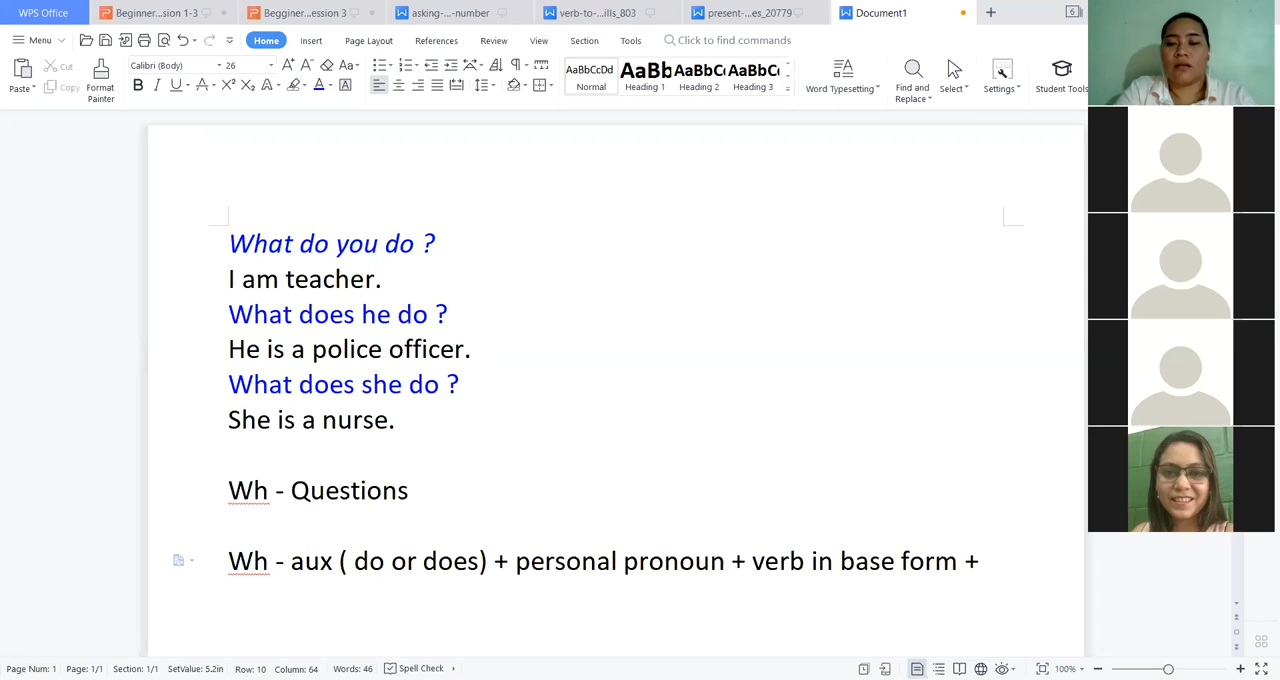 WPS Office
Beginner...sion 1-3
Begginer...ession 3
asking-...-number
verb-to-...ills_803
present-...es_20779
Document1
6
Menu
Home
Insert
Page Layout
References
Review
View
Section
Tools
Click to find commands
Paste
Cut
Copy
Format Painter
Calibri (Body)
26
AaBbCcDd
Normal
AaBb
Heading 1
AaBbCc
Heading 2
AaBbCc
Heading 3
Word Typesetting
Find and Replace
Select
Settings
Student Tools
What do you do ?
I am teacher.
What does he do ?
He is a police officer.
What does she do ?
She is a nurse.
Wh - Questions
Wh - aux ( do or does) + personal pronoun + verb in base form +
Page Num: 1
Page: 1/1
Section: 1/1
SetValue: 5.2in
Row: 10
Column: 64
Words: 46
Spell Check
100%